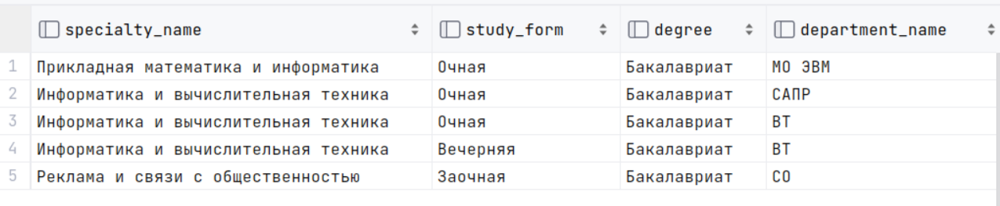 specialty_name study_form degree department_name
1 Прикладная математика и информатика Очная Бакалавриат МО ЭВМ
2 Информатика и вычислительная техника Очная Бакалавриат САПР
3 Информатика и вычислительная техника Очная Бакалавриат ВТ
4 Информатика и вычислительная техника Вечерняя Бакалавриат ВТ
5 Реклама и связи с общественностью Заочная Бакалавриат СО